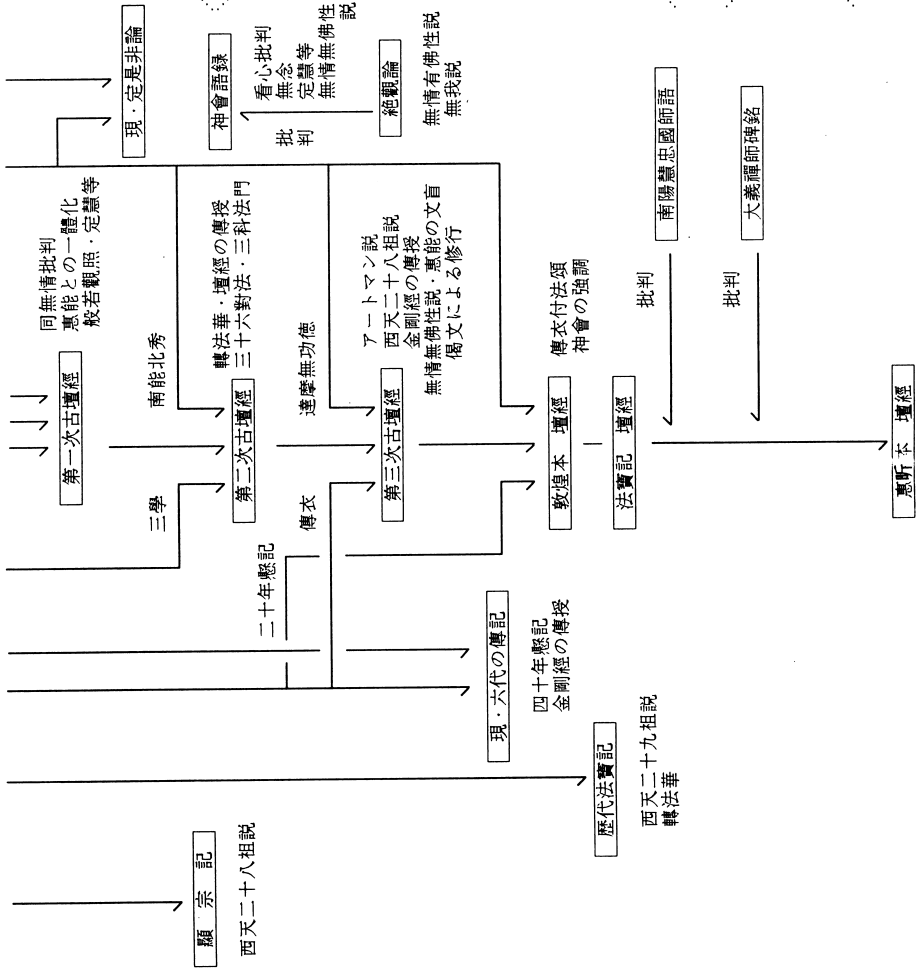 現・定是非論
神會語録
看心批判
無念
定慧等
無情無佛性説
批判
絶觀論
無情有佛性説
無我説
同無情批判
惠能との一體化
般若觀照・定慧等
第一次古壇經
南能北秀
三學
轉法華・壇經の傳授
三十六對法・三科法門
第二次古壇經
達摩無功德
傳衣
二十年懸記
アートマン説
西天二十八祖説
金剛經の傳授
無情無佛性説・惠能の文盲
偈文による修行
第三次古壇經
傳衣付法頌
神會の強調
敦煌本 壇經
法寶記 壇經
南陽慧忠國師語
批判
大義禪師碑銘
批判
惠昕本 壇經
現・六代の傳記
四十年懸記
金剛經の傳授
歴代法寶記
西天二十九祖説
轉法華
顯宗記
西天二十八祖説